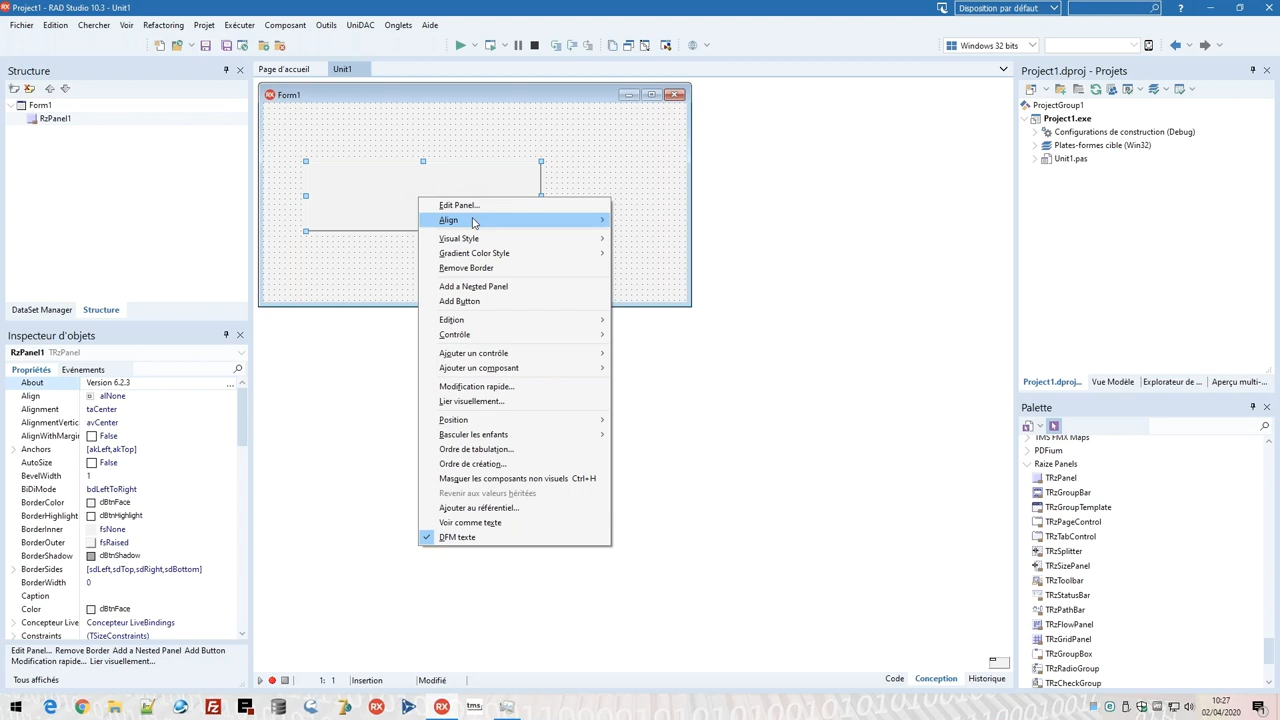 Project1 - RAD Studio 10.3 - Unit1
Disposition par défaut
Fichier Edition Chercher Voir Refactoring Projet Exécuter Composant Outils UniDAC Onglets Aide
Windows 32 bits
Structure
Form1
RzPanel1
DataSet Manager Structure
Inspecteur d'objets
RzPanel1 TRzPanel
Propriétés Evénements
About Version 6.2.3
Align alNone
Alignment taCenter
AlignmentVertic avCenter
AlignWithMargin False
Anchors [akLeft,akTop]
AutoSize False
BevelWidth 1
BiDiMode bdLeftToRight
BorderColor clBtnFace
BorderHighlight clBtnHighlight
BorderInner fsNone
BorderOuter fsRaised
BorderShadow clBtnShadow
BorderSides [sdLeft,sdTop,sdRight,sdBottom]
BorderWidth 0
Caption
Color clBtnFace
Concepteur Live Concepteur LiveBindings
Constraints (TSizeConstraints)
Edit Panel... Remove Border Add a Nested Panel Add Button
Modification rapide... Lier visuellement...
Tous affichés
Page d'accueil Unit1
Form1
Edit Panel...
Align
Visual Style
Gradient Color Style
Remove Border
Add a Nested Panel
Add Button
Edition
Contrôle
Ajouter un contrôle
Ajouter un composant
Modification rapide...
Lier visuellement...
Position
Basculer les enfants
Ordre de tabulation...
Ordre de création...
Masquer les composants non visuels Ctrl+H
Revenir aux valeurs héritées
Ajouter au référentiel...
Voir comme texte
DFM texte
1: 1 Insertion Modifié
Code Conception Historique
Project1.dproj - Projets
ProjectGroup1
Project1.exe
Configurations de construction (Debug)
Plates-formes cible (Win32)
Unit1.pas
Project1.dproj... Vue Modèle Explorateur de ... Aperçu multi-...
Palette
TMS FMX Maps
PDFium
Raize Panels
TRzPanel
TRzGroupBar
TRzGroupTemplate
TRzPageControl
TRzTabControl
TRzSplitter
TRzSizePanel
TRzToolbar
TRzStatusBar
TRzPathBar
TRzFlowPanel
TRzGridPanel
TRzGroupBox
TRzRadioGroup
TRzCheckGroup
tms
10:27
02/04/2020